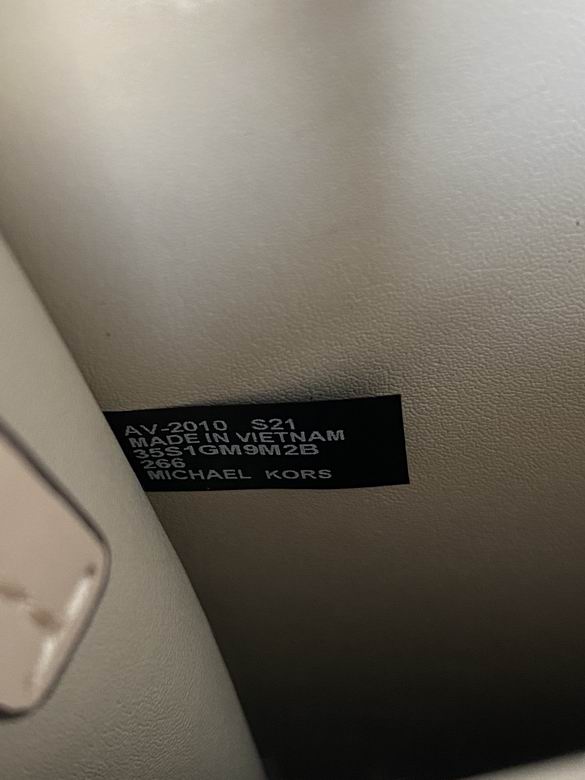 AV-2010 S21
MADE IN VIETNAM
35S1GM9M2B
266
MICHAEL KORS